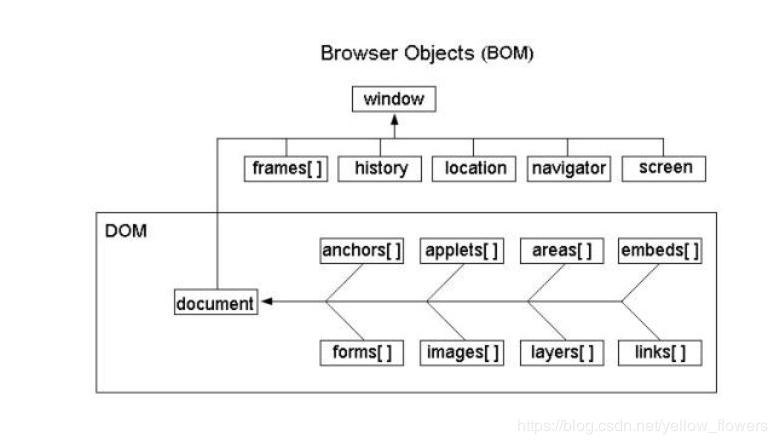 Browser Objects (BOM)
window
frames[ ] history location navigator screen
DOM
anchors[ ] applets[ ] areas[ ] embeds[ ]
document
forms[ ] images[ ] layers[ ] links[ ]
https://blog.csdn.net/yellow_flowers